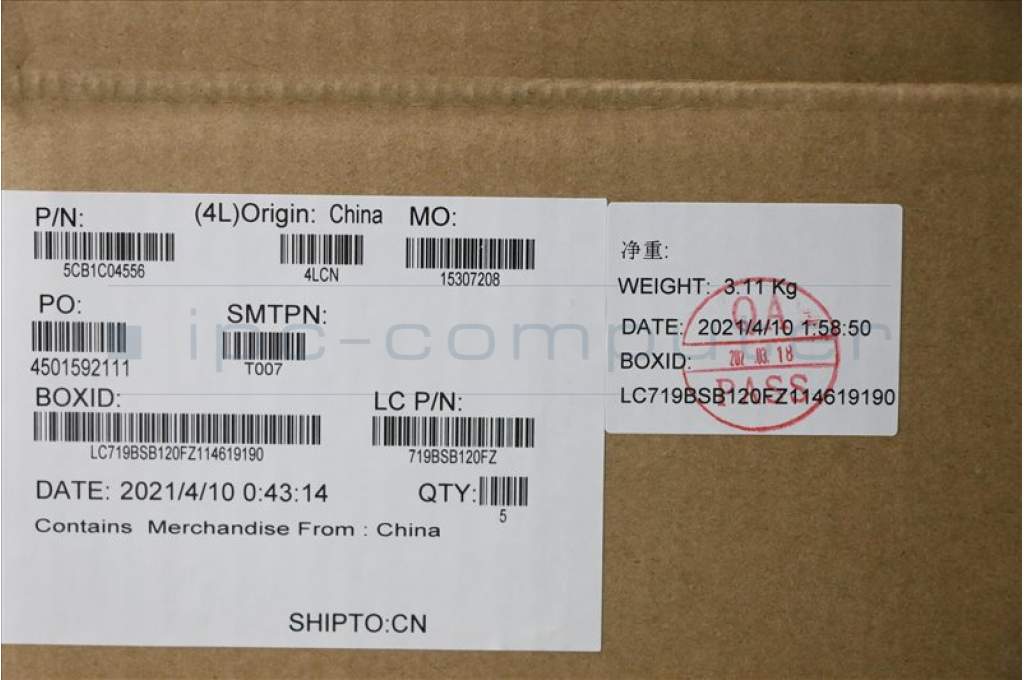 P/N: (4L)Origin: China MO:
5CB1C04556 4LCN 15307208
PO: SMTPN:
4501592111 T007
BOXID: LC P/N:
LC719BSB120FZ114619190 719BSB120FZ
DATE: 2021/4/10 0:43:14 QTY:
5
Contains Merchandise From : China
SHIPTO:CN
净重:
WEIGHT: 3.11 Kg
DATE: 2021/4/10 1:58:50
BOXID:
LC719BSB120FZ114619190
QA
PASS
ipc-computer